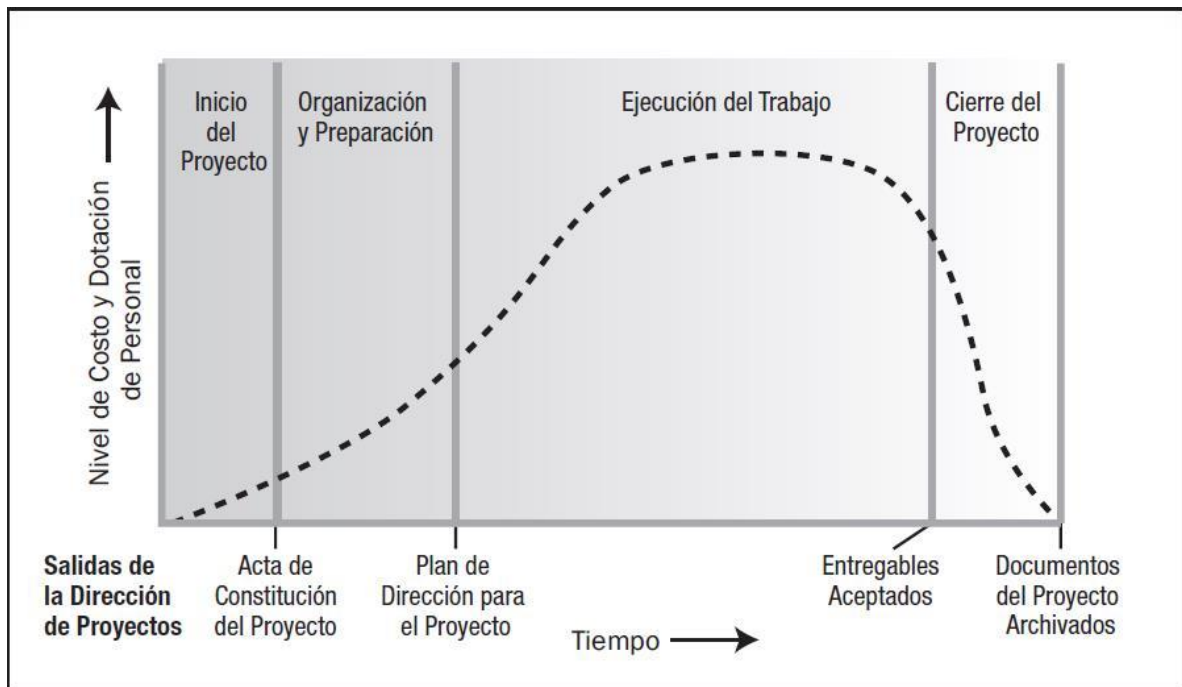 Inicio
del
Proyecto
Organización
y Preparación
Ejecución del Trabajo
Cierre del
Proyecto
Nivel de Costo y Dotación
de Personal
Salidas de
la Dirección
de Proyectos
Acta de
Constitución
del Proyecto
Plan de
Dirección para
el Proyecto
Tiempo
Entregables
Aceptados
Documentos
del Proyecto
Archivados